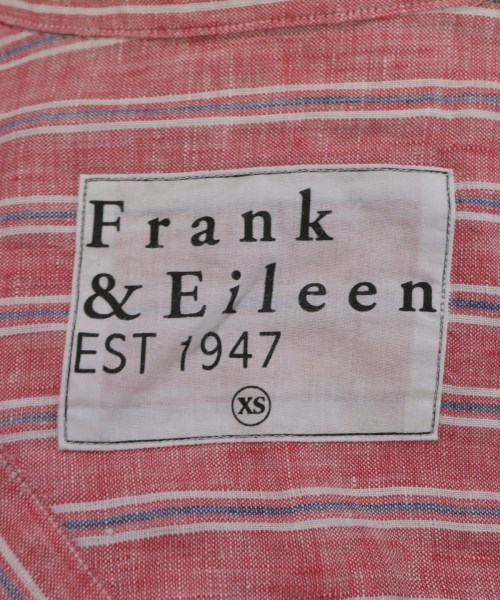 Frank
& Eileen
EST 1947
XS